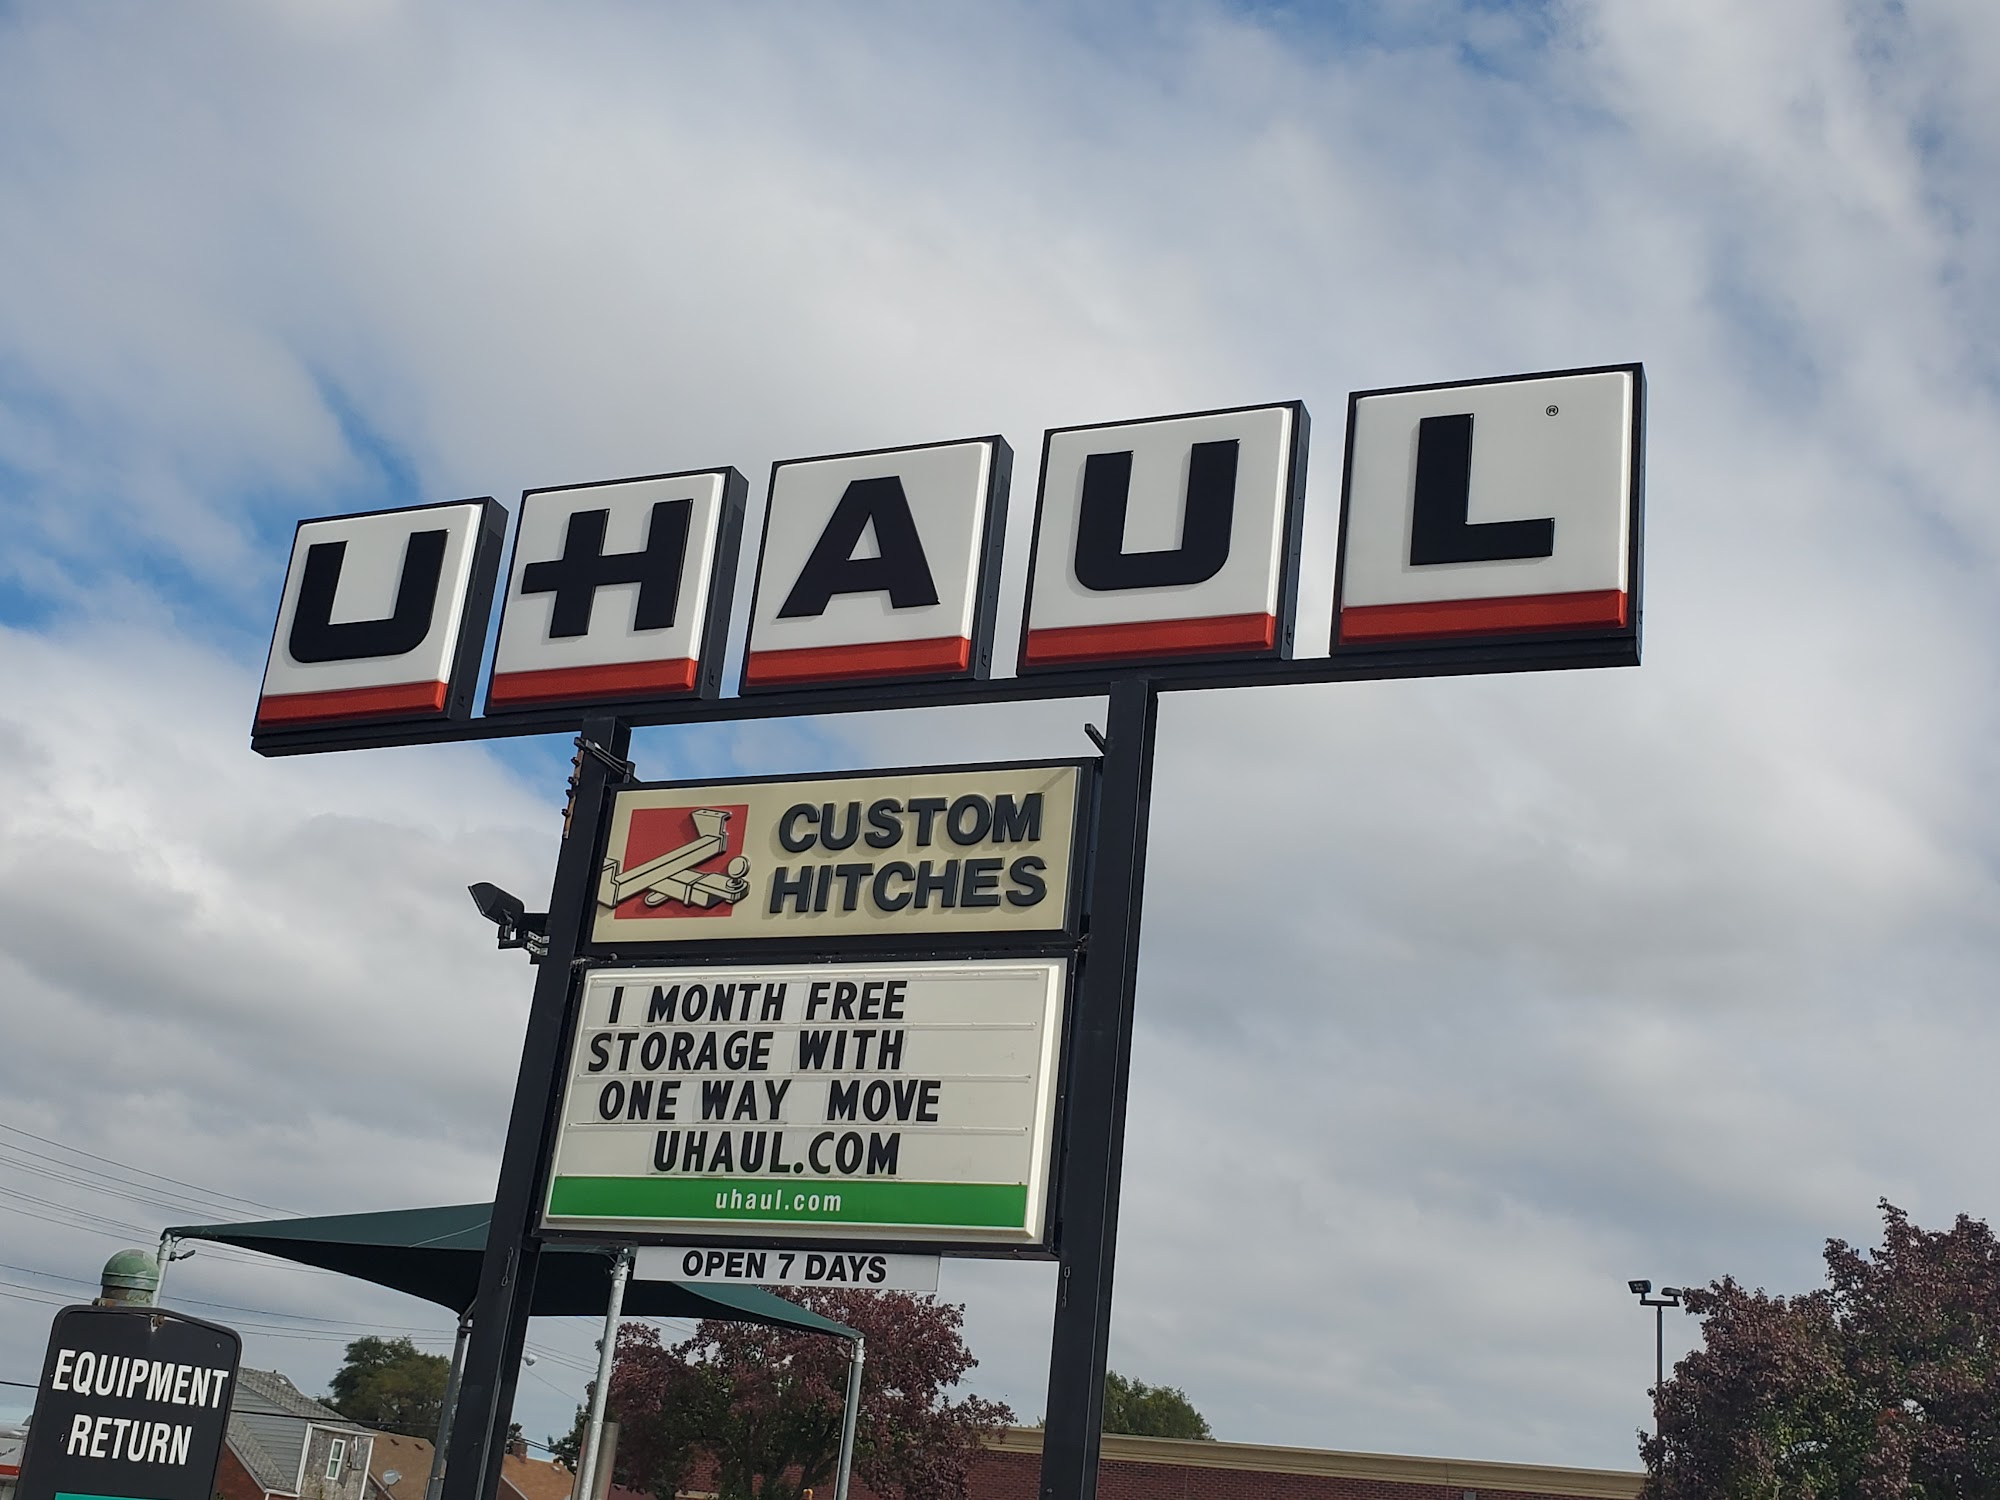 UHAUL
®
CUSTOM
HITCHES
1 MONTH FREE
STORAGE WITH
ONE WAY MOVE
UHAUL.COM
uhaul.com
OPEN 7 DAYS
EQUIPMENT
RETURN